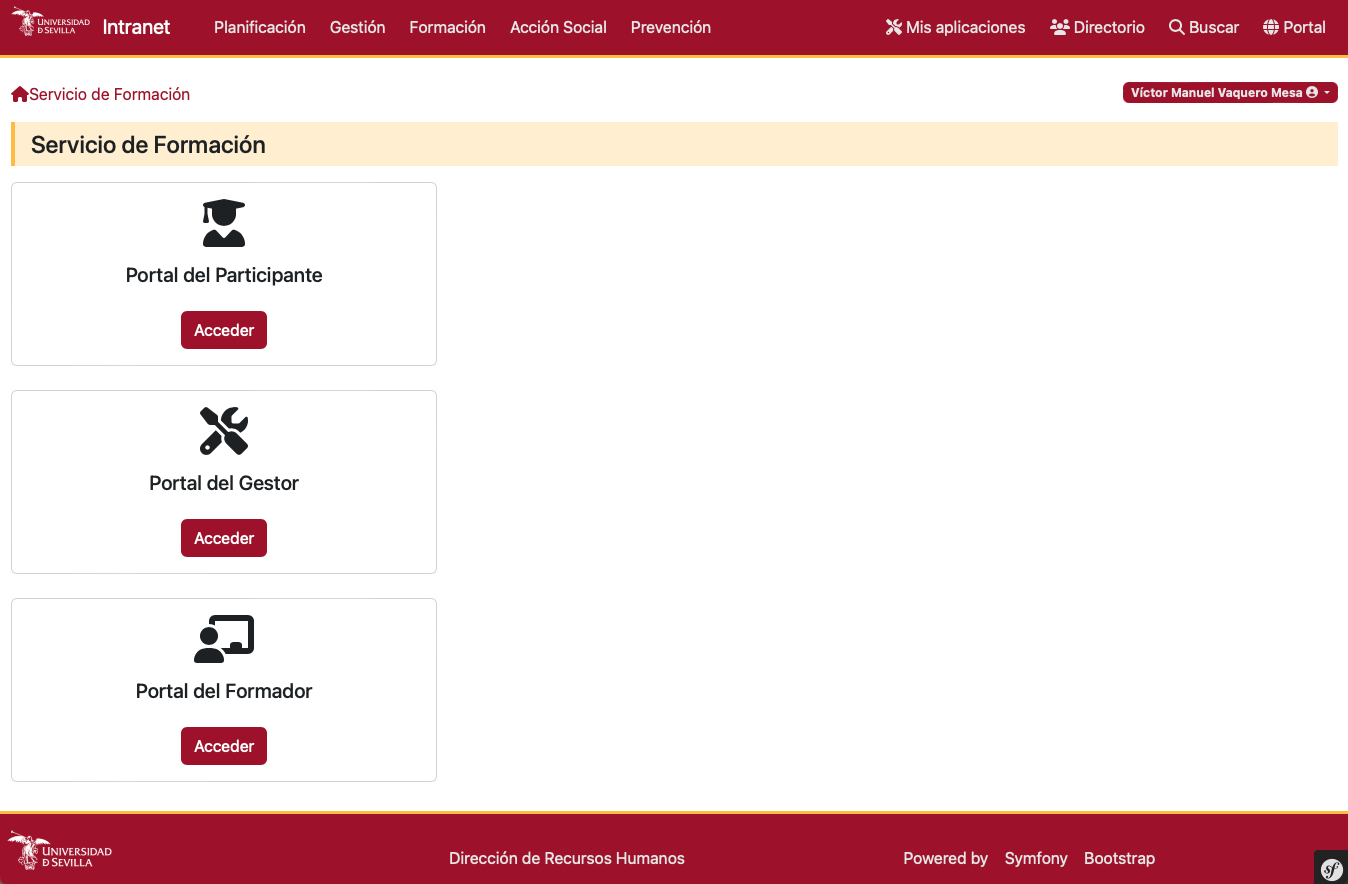 UNIVERSIDAD D SEVILLA Intranet Planificación Gestión Formación Acción Social Prevención Mis aplicaciones Directorio Buscar Portal
Servicio de Formación Víctor Manuel Vaquero Mesa
Servicio de Formación
Portal del Participante
Acceder
Portal del Gestor
Acceder
Portal del Formador
Acceder
UNIVERSIDAD
D SEVILLA
Dirección de Recursos Humanos Powered by Symfony Bootstrap
sf